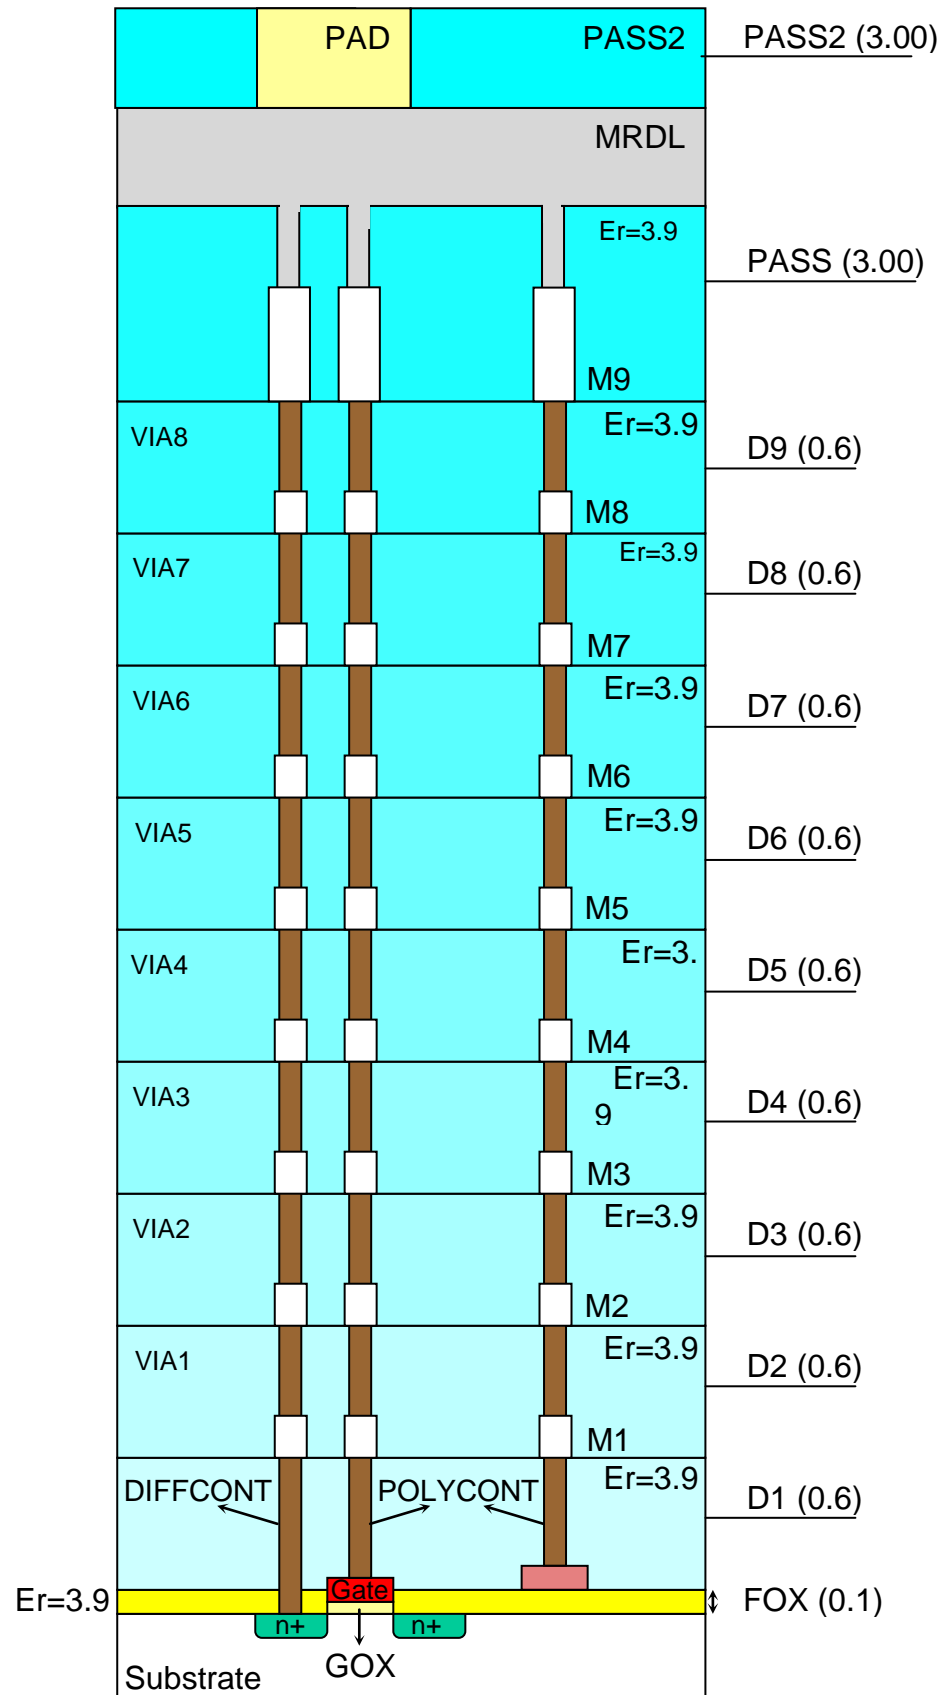 PAD PASS2 PASS2 (3.00)
MRDL
Er=3.9
PASS (3.00)
M9
VIA8 Er=3.9
D9 (0.6)
M8
VIA7 Er=3.9
D8 (0.6)
M7
VIA6 Er=3.9
D7 (0.6)
M6
VIA5 Er=3.9
D6 (0.6)
M5
VIA4 Er=3.
D5 (0.6)
M4
VIA3 Er=3.
9
D4 (0.6)
M3
VIA2 Er=3.9
D3 (0.6)
M2
VIA1 Er=3.9
D2 (0.6)
M1
DIFFCONT POLYCONT Er=3.9
D1 (0.6)
Er=3.9 Gate FOX (0.1)
n+ n+
Substrate GOX